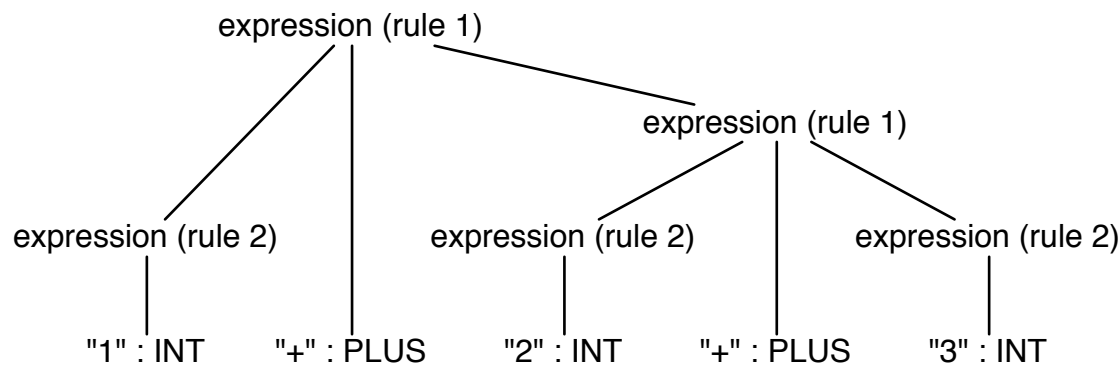 expression (rule 1)
expression (rule 1)
expression (rule 2) expression (rule 2) expression (rule 2)
"1" : INT "+" : PLUS "2" : INT "+" : PLUS "3" : INT